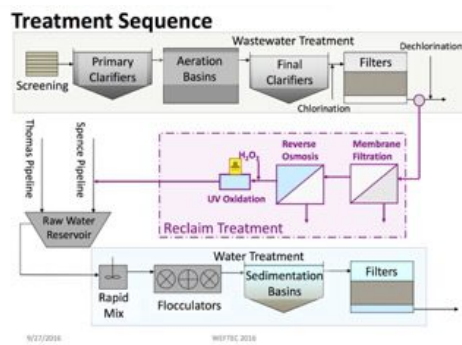 Treatment Sequence
Wastewater Treatment
Dechlorination
Screening
Primary
Clarifiers
Aeration
Basins
Final
Clarifiers
Filters
Chlorination
Thomas Pipeline
Spence Pipeline
H₂O₂
UV Oxidation
Reverse
Osmosis
Membrane
Filtration
Reclaim Treatment
Raw Water
Reservoir
Water Treatment
Rapid
Mix
Flocculators
Sedimentation
Basins
Filters
9/27/2016
WEFTEC 2016